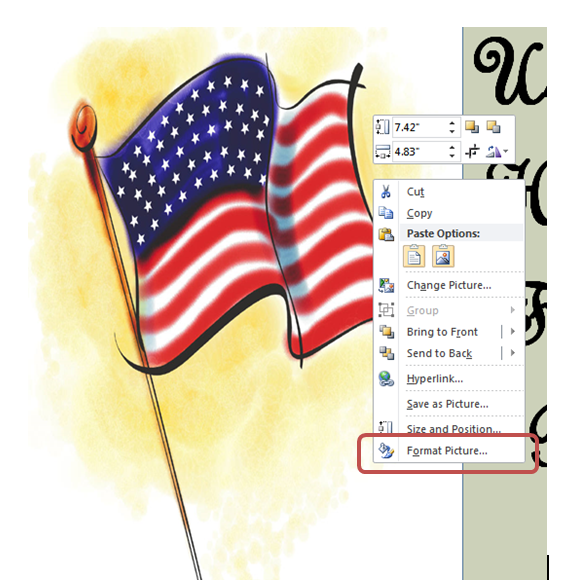 7.42"
4.83"
Cut
Copy
Paste Options:
Change Picture...
Group
Bring to Front
Send to Back
Hyperlink...
Save as Picture...
Size and Position...
Format Picture...